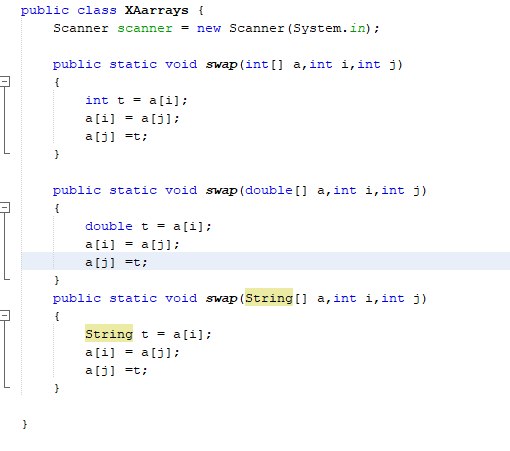 public class XAarrays {
Scanner scanner = new Scanner(System.in);
public static void swap(int[] a,int i,int j)
{
int t = a[i];
a[i] = a[j];
a[j] =t;
}
public static void swap(double[] a,int i,int j)
{
double t = a[i];
a[i] = a[j];
a[j] =t;
}
public static void swap(String[] a,int i,int j)
{
String t = a[i];
a[i] = a[j];
a[j] =t;
}
}